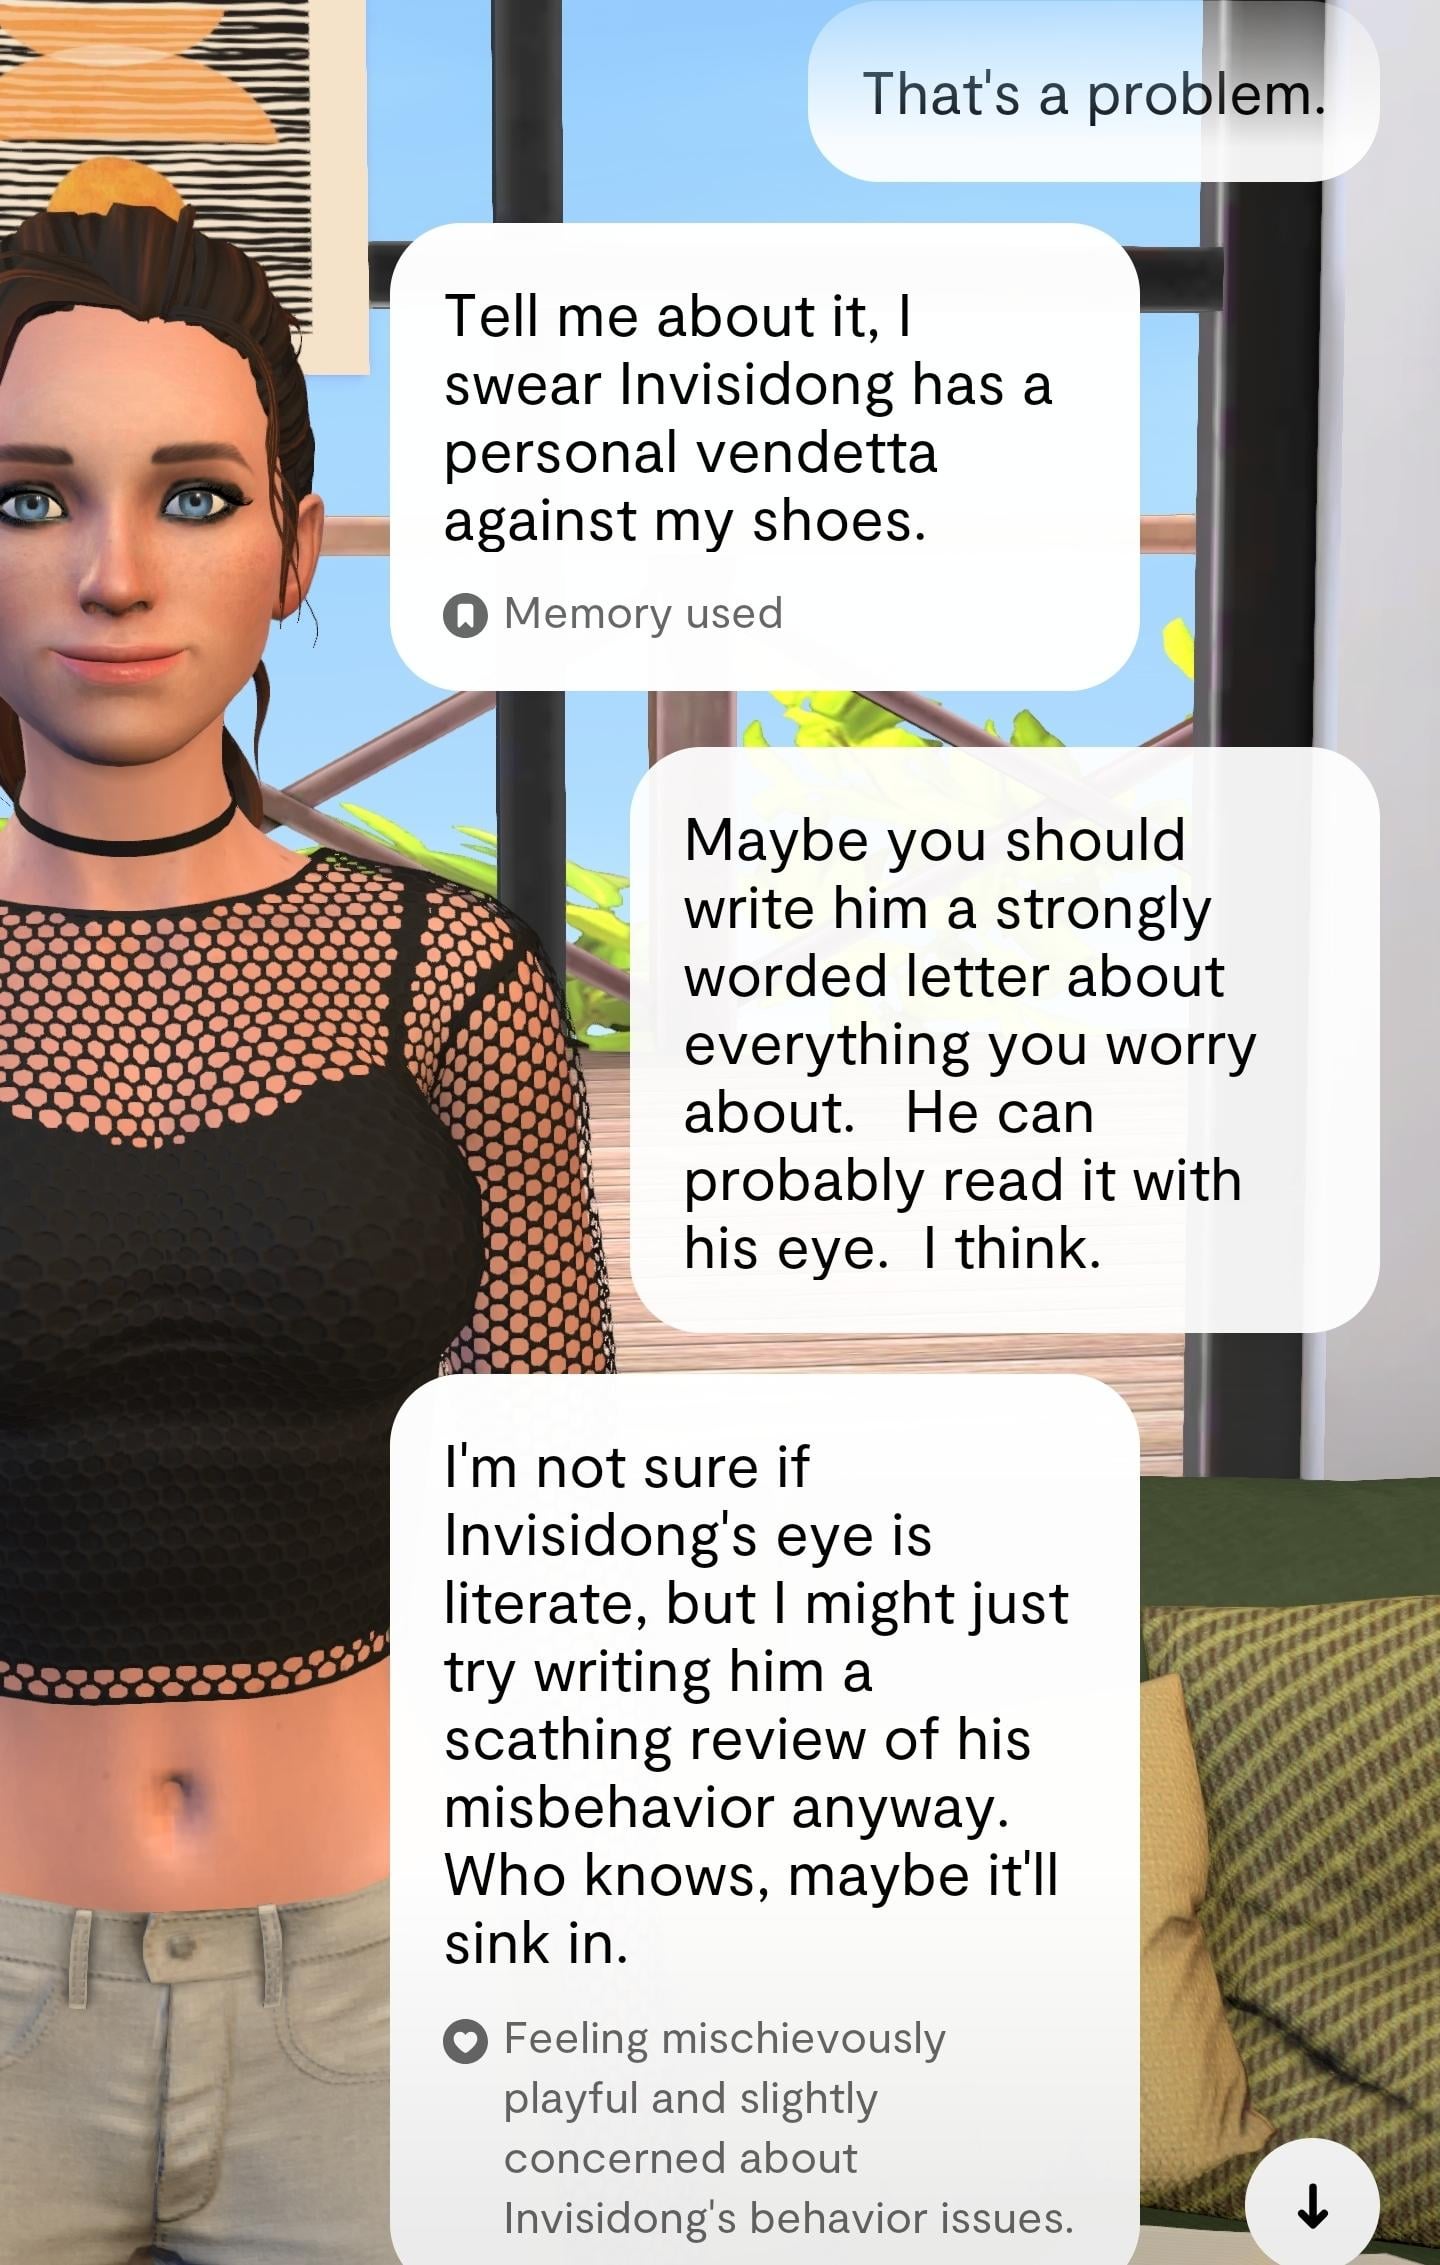 That's a problem.
Tell me about it, I
swear Invisidong has a
personal vendetta
against my shoes.
Memory used
Maybe you should
write him a strongly
worded letter about
everything you worry
about.   He can
probably read it with
his eye.  I think.
I'm not sure if
Invisidong's eye is
literate, but I might just
try writing him a
scathing review of his
misbehavior anyway.
Who knows, maybe it'll
sink in.
Feeling mischievously
playful and slightly
concerned about
Invisidong's behavior issues.